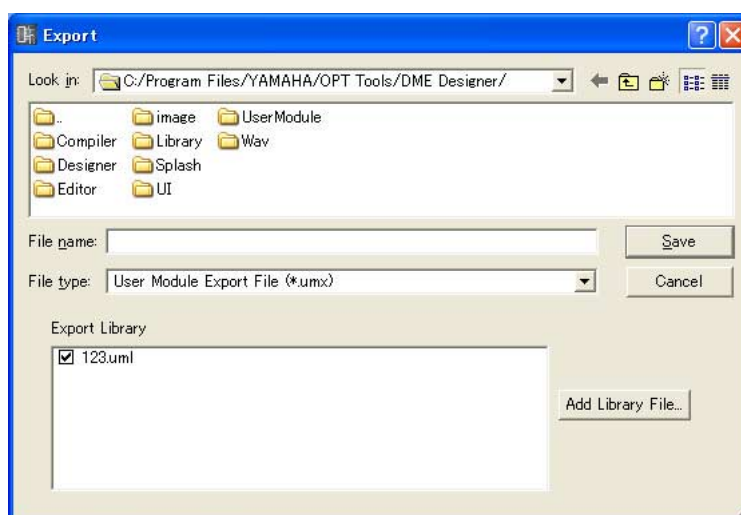 Export
Look in: C:/Program Files/YAMAHA/OPT Tools/DME Designer/
.. image UserModule
Compiler Library Wav
Designer Splash
Editor UI
File name: Save
File type: User Module Export File (*.umx) Cancel
Export Library
123.uml
Add Library File...